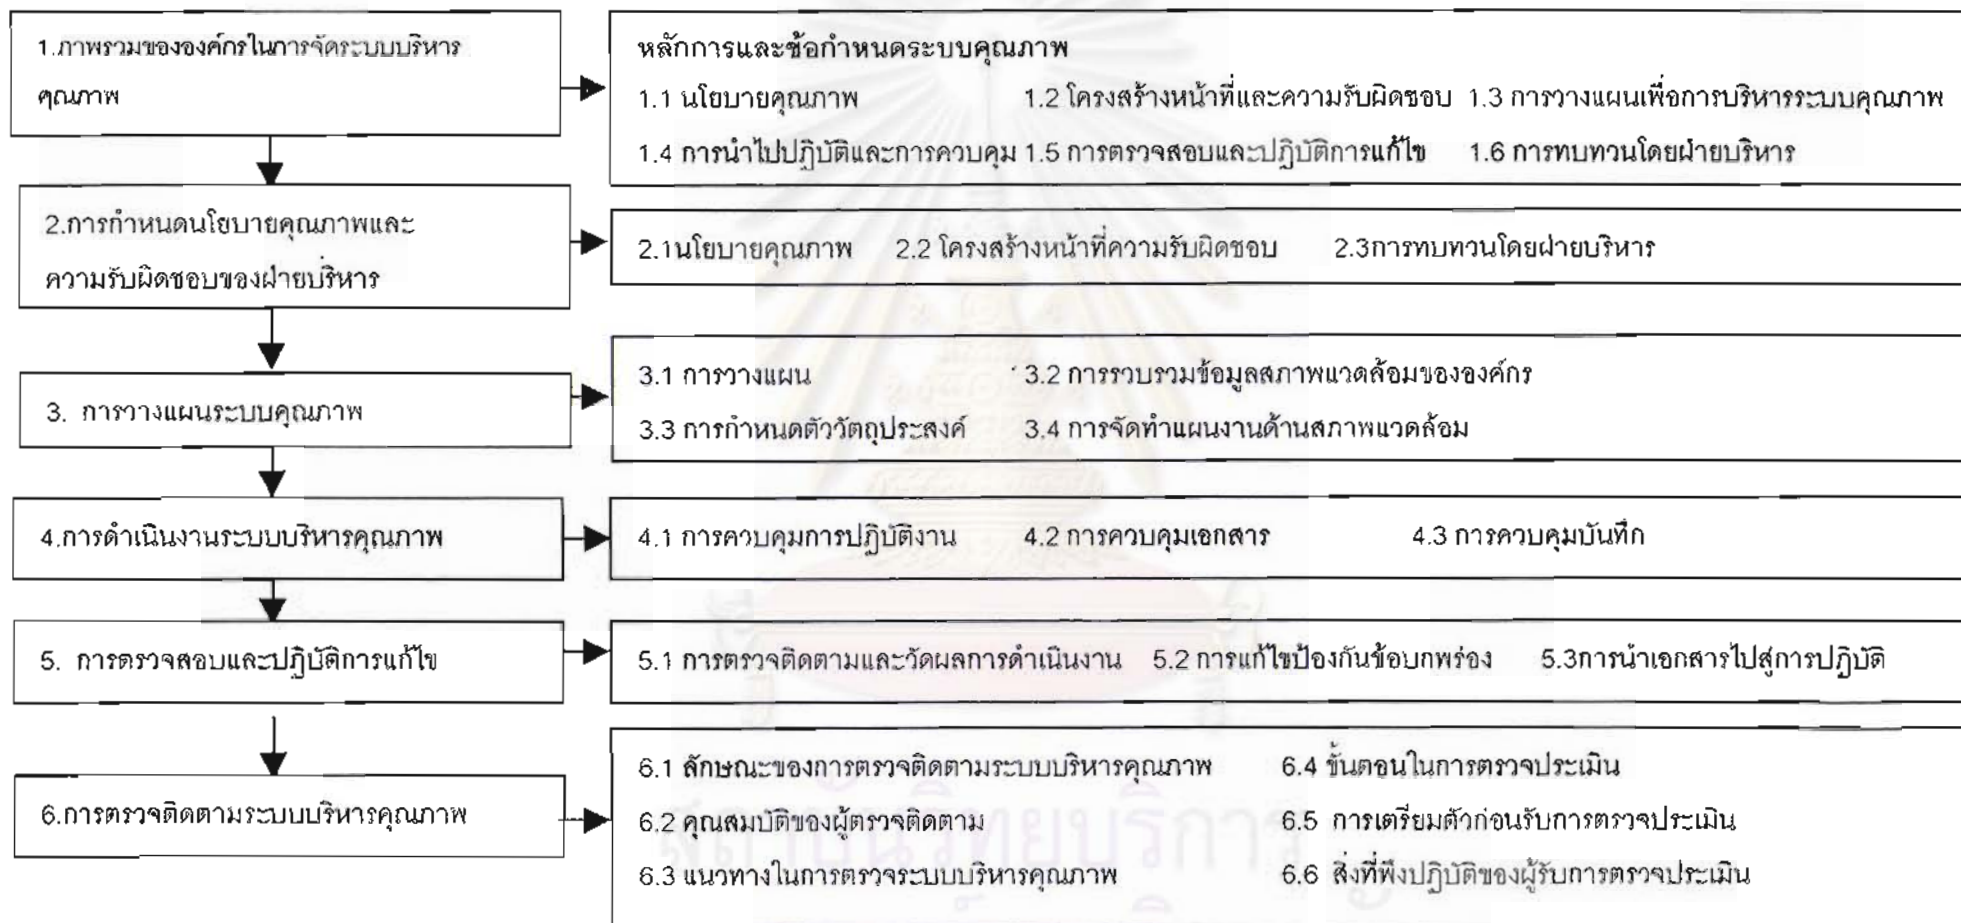 1.ภาพรวมขององค์กรในการจัดระบบบริหาร
คุณภาพ
หลักการและข้อกำหนดระบบคุณภาพ
1.1 นโยบายคุณภาพ 1.2 โครงสร้างหน้าที่และความรับผิดชอบ 1.3 การวางแผนเพื่อการบริหารระบบคุณภาพ
1.4 การนำไปปฏิบัติและการควบคุม 1.5 การตรวจสอบและปฏิบัติการแก้ไข 1.6 การทบทวนโดยฝ่ายบริหาร
2.การกำหนดนโยบายคุณภาพและ
ความรับผิดชอบของฝ่ายบริหาร
2.1นโยบายคุณภาพ 2.2 โครงสร้างหน้าที่ความรับผิดชอบ 2.3การทบทวนโดยฝ่ายบริหาร
3. การวางแผนระบบคุณภาพ
3.1 การวางแผน 3.2 การรวบรวมข้อมูลสภาพแวดล้อมขององค์กร
3.3 การกำหนดตัววัตถุประสงค์ 3.4 การจัดทำแผนงานด้านสภาพแวดล้อม
4.การดำเนินงานระบบบริหารคุณภาพ
4.1 การควบคุมการปฏิบัติงาน 4.2 การควบคุมเอกสาร 4.3 การควบคุมบันทึก
5. การตรวจสอบและปฏิบัติการแก้ไข
5.1 การตรวจติดตามและวัดผลการดำเนินงาน 5.2 การแก้ไขป้องกันข้อบกพร่อง 5.3การนำเอกสารไปสู่การปฏิบัติ
6.การตรวจติดตามระบบบริหารคุณภาพ
6.1 ลักษณะของการตรวจติดตามระบบบริหารคุณภาพ 6.4 ขั้นตอนในการตรวจประเมิน
6.2 คุณสมบัติของผู้ตรวจติดตาม 6.5 การเตรียมตัวก่อนรับการตรวจประเมิน
6.3 แนวทางในการตรวจระบบบริหารคุณภาพ 6.6 สิ่งที่พึงปฏิบัติของผู้รับการตรวจประเมิน
สถาบันวิทยบริการ